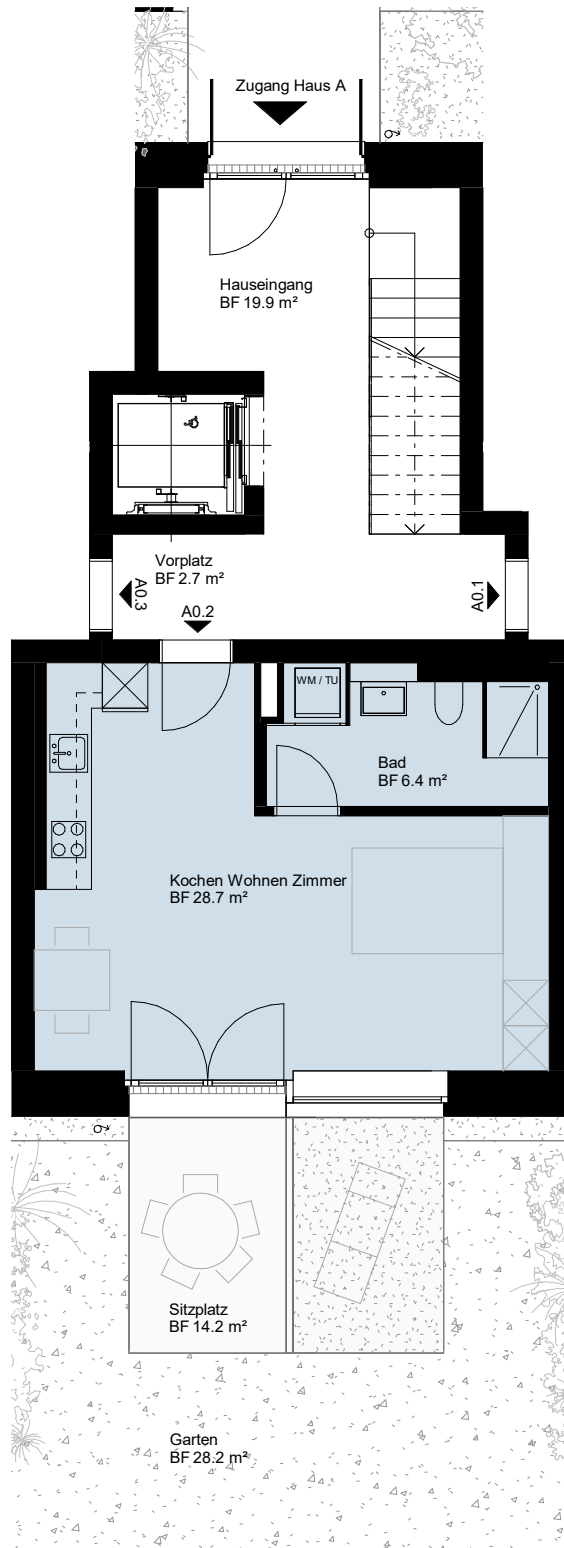 Zugang Haus A
Hauseingang
BF 19.9 m²
Vorplatz
BF 2.7 m²
A0.3
A0.2
A0.1
WM / TU
Bad
BF 6.4 m²
Kochen Wohnen Zimmer
BF 28.7 m²
Sitzplatz
BF 14.2 m²
Garten
BF 28.2 m²